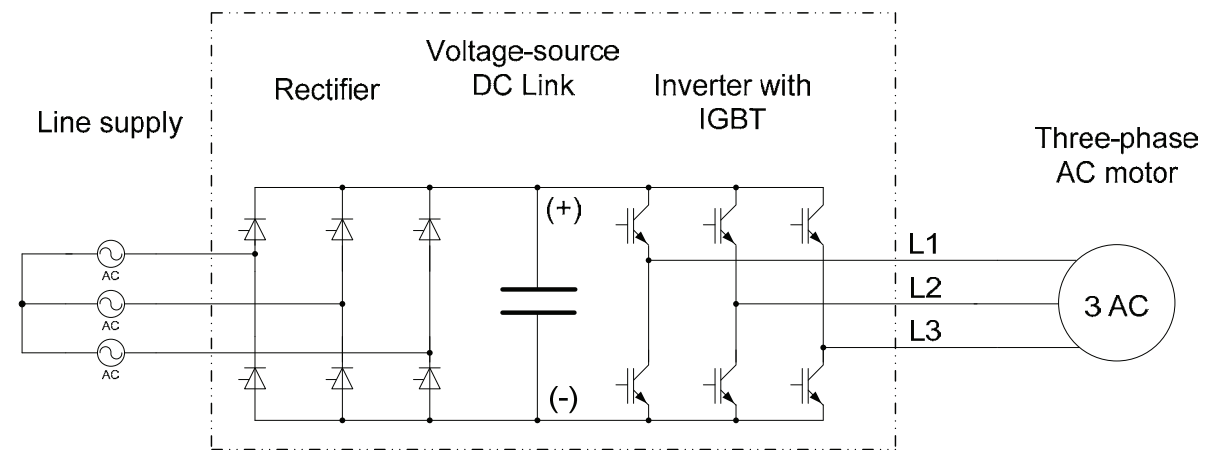 Voltage-source
DC Link
Rectifier
Inverter with
IGBT
Line supply
Three-phase
AC motor
(+)
L1
AC
L2
3 AC
AC
L3
AC
(-)